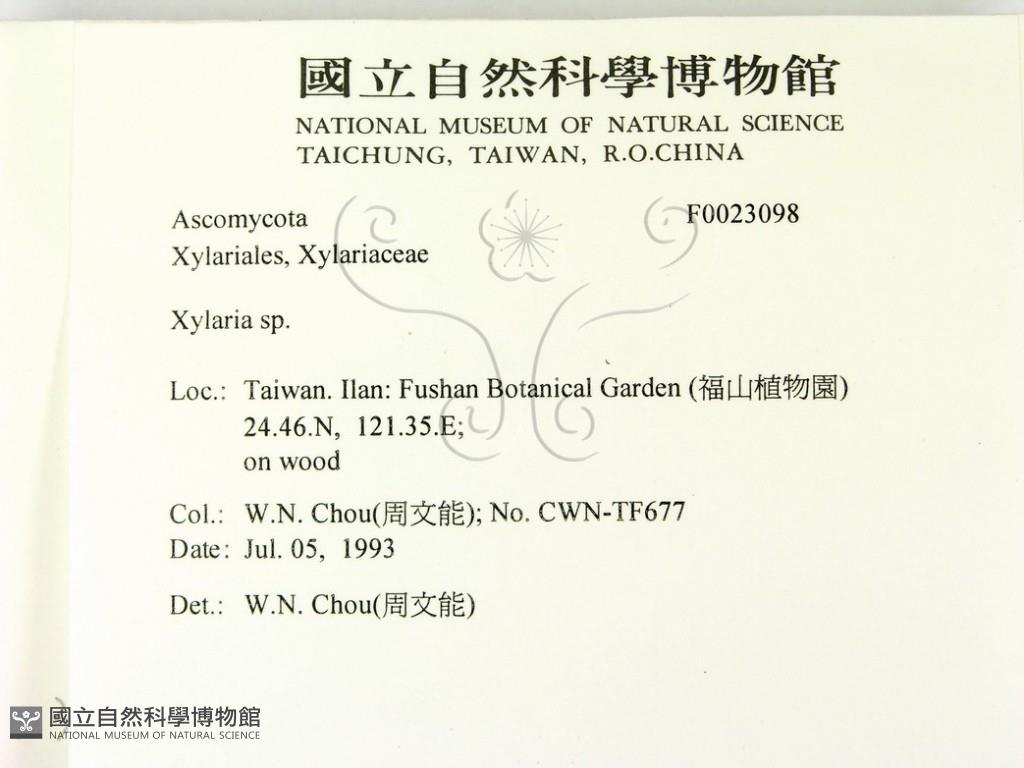 國立自然科學博物館
NATIONAL MUSEUM OF NATURAL SCIENCE
TAICHUNG, TAIWAN, R.O.CHINA
Ascomycota F0023098
Xylariales, Xylariaceae
Xylaria sp.
Loc.: Taiwan. Ilan: Fushan Botanical Garden (福山植物園)
24.46.N, 121.35.E;
on wood
Col.: W.N. Chou(周文能); No. CWN-TF677
Date: Jul. 05, 1993
Det.: W.N. Chou(周文能)
國立自然科學博物館
NATIONAL MUSEUM OF NATURAL SCIENCE